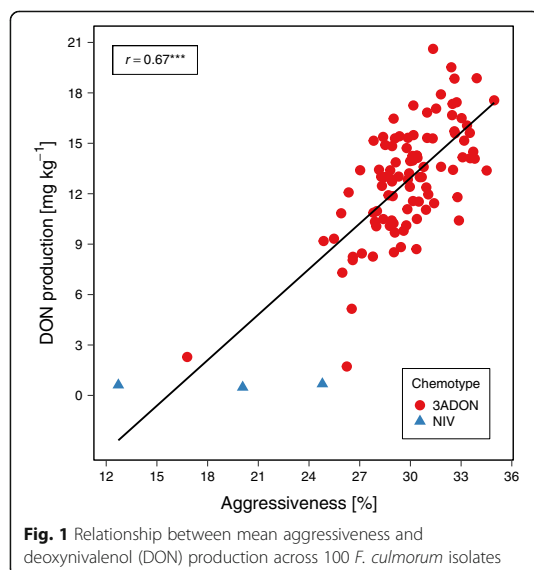 r = 0.67***
21
18
15
12
9
6
3
0
DON production [mg kg⁻¹]
Chemotype
3ADON
NIV
12 15 18 21 24 27 30 33 36
Aggressiveness [%]
Fig. 1 Relationship between mean aggressiveness and
deoxynivalenol (DON) production across 100 F. culmorum isolates